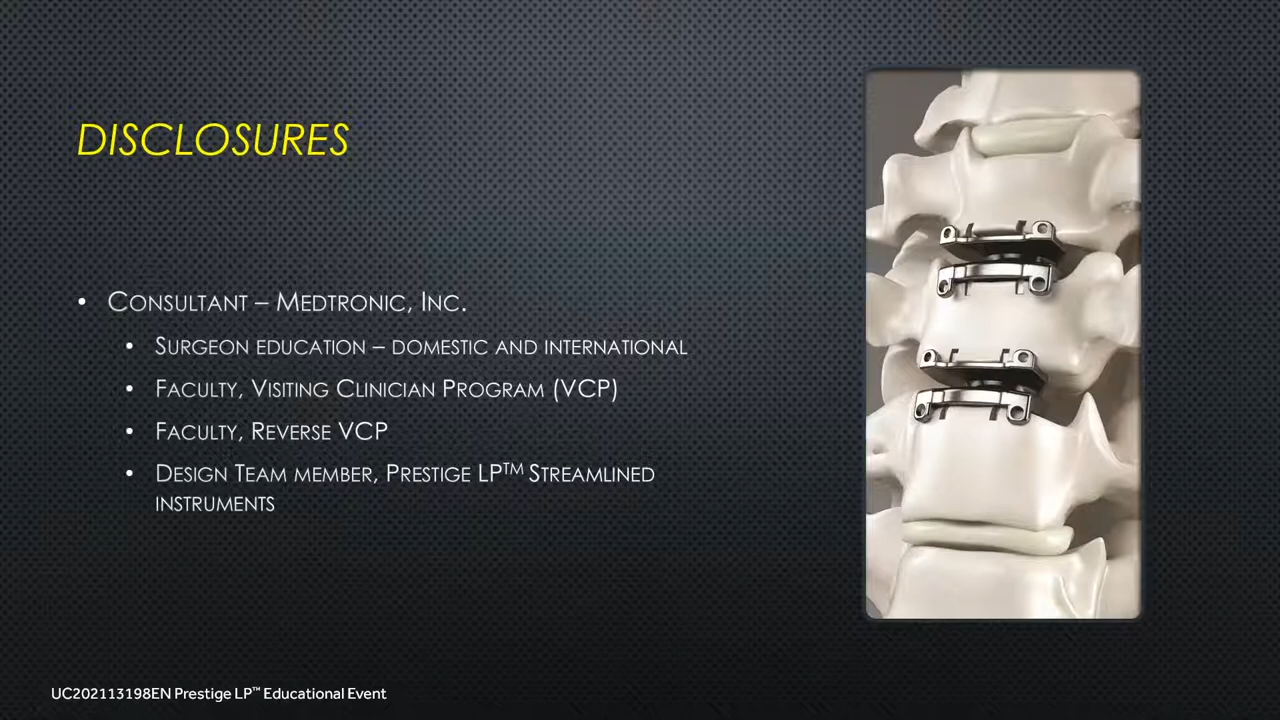 DISCLOSURES
• CONSULTANT – MEDTRONIC, INC.
• SURGEON EDUCATION – DOMESTIC AND INTERNATIONAL
• FACULTY, VISITING CLINICIAN PROGRAM (VCP)
• FACULTY, REVERSE VCP
• DESIGN TEAM MEMBER, PRESTIGE LP™ STREAMLINED
INSTRUMENTS
UC202113198EN Prestige LP™ Educational Event